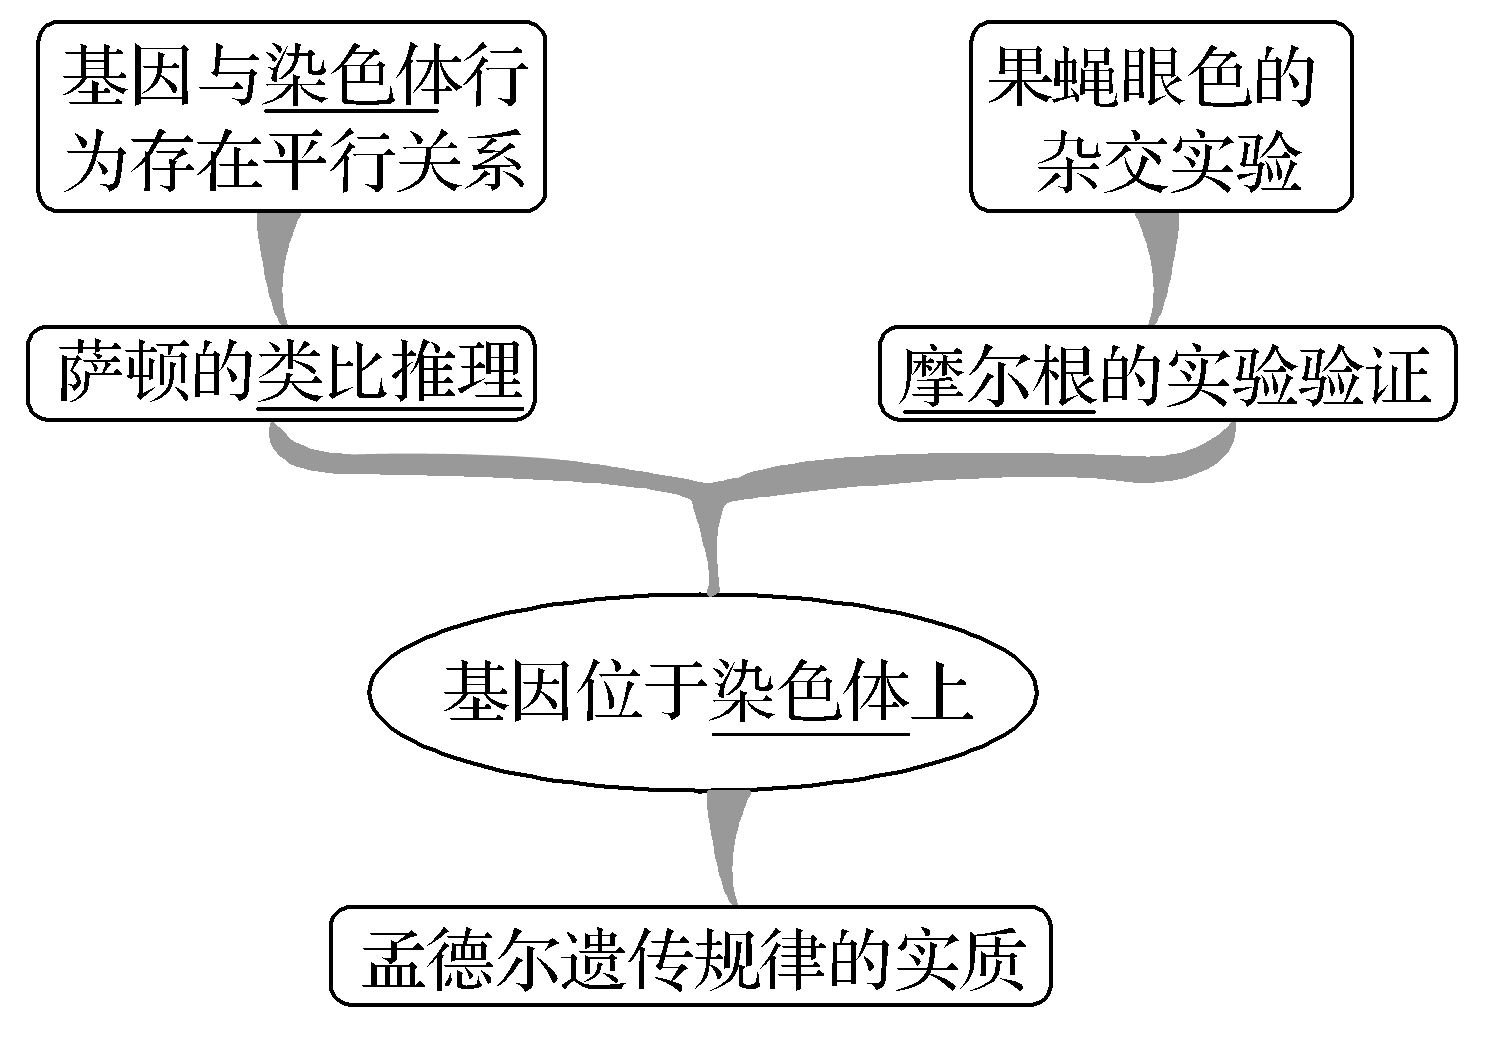 基因与染色体行
为存在平行关系
果蝇眼色的
杂交实验
萨顿的类比推理
摩尔根的实验验证
基因位于染色体上
孟德尔遗传规律的实质